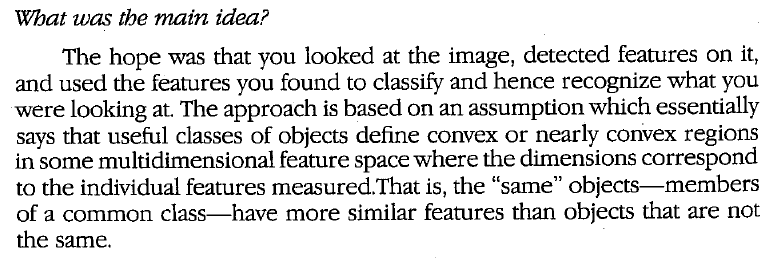 What was the main idea?
The hope was that you looked at the image, detected features on it,
and used the features you found to classify and hence recognize what you
were looking at. The approach is based on an assumption which essentially
says that useful classes of objects define convex or nearly convex regions
in some multidimensional feature space where the dimensions correspond
to the individual features measured.That is, the “same” objects—members
of a common class—have more similar features than objects that are not
the same.